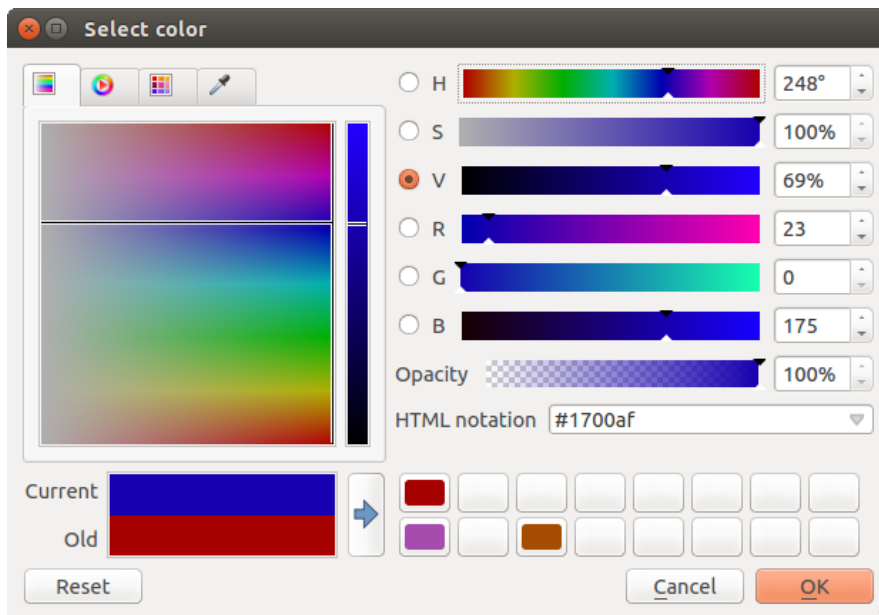 Select color
H 248°
S 100%
V 69%
R 23
G 0
B 175
Opacity 100%
HTML notation #1700af
Current
Old
Reset Cancel OK